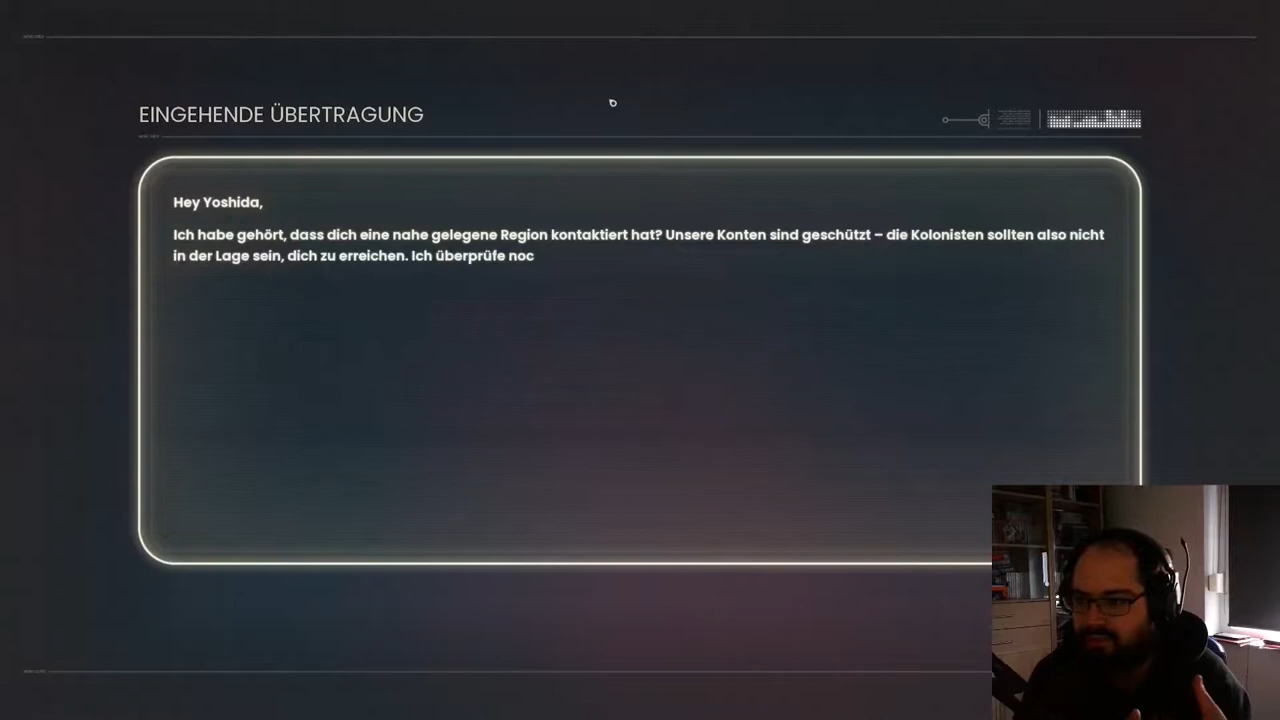 EINGEHENDE ÜBERTRAGUNG
Hey Yoshida,
Ich habe gehört, dass dich eine nahe gelegene Region kontaktiert hat? Unsere Konten sind geschützt – die Kolonisten sollten also nicht
in der Lage sein, dich zu erreichen. Ich überprüfe noc